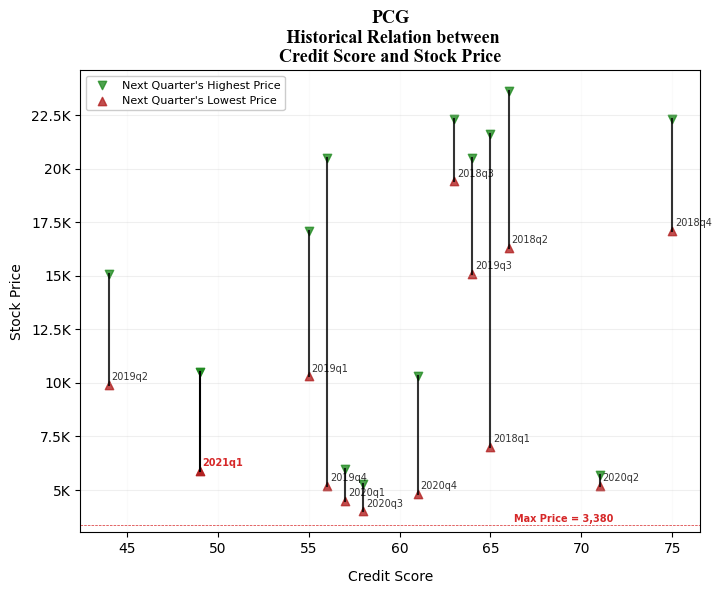 PCG
Historical Relation between
Credit Score and Stock Price
Next Quarter's Highest Price
Next Quarter's Lowest Price
22.5K
20K
17.5K
15K
12.5K
10K
7.5K
5K
Stock Price
2018q3
2018q4
2018q2
2019q3
2019q1
2019q2
2018q1
2021q1
2019q4
2020q2
2020q4
2020q1
2020q3
Max Price = 3,380
45
50
55
60
65
70
75
Credit Score